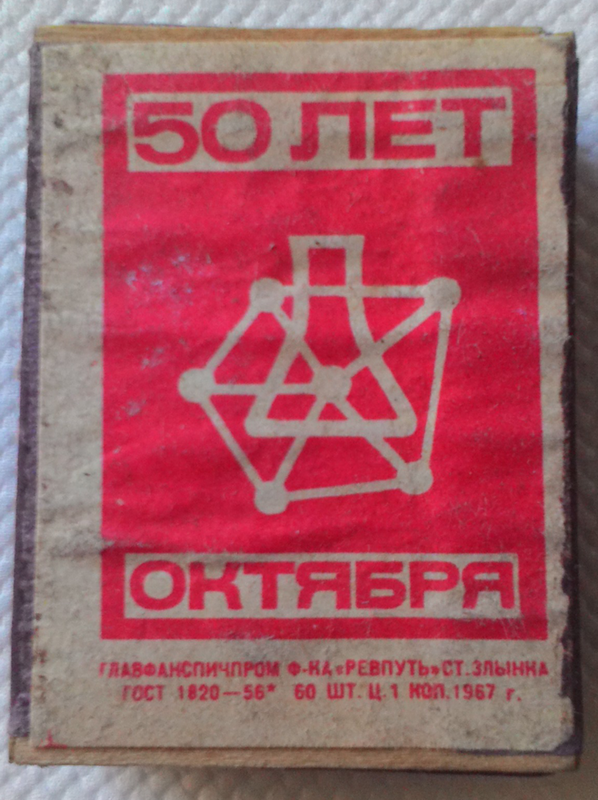 50 ЛЕТ
ОКТЯБРЯ
ГЛАВФАНСПИЧПРОМ Ф-КА «РЕВПУТЬ» СТ. ЗЛЫНКА
ГОСТ 1820—56* 60 ШТ. Ц. 1 КОП. 1967 г.